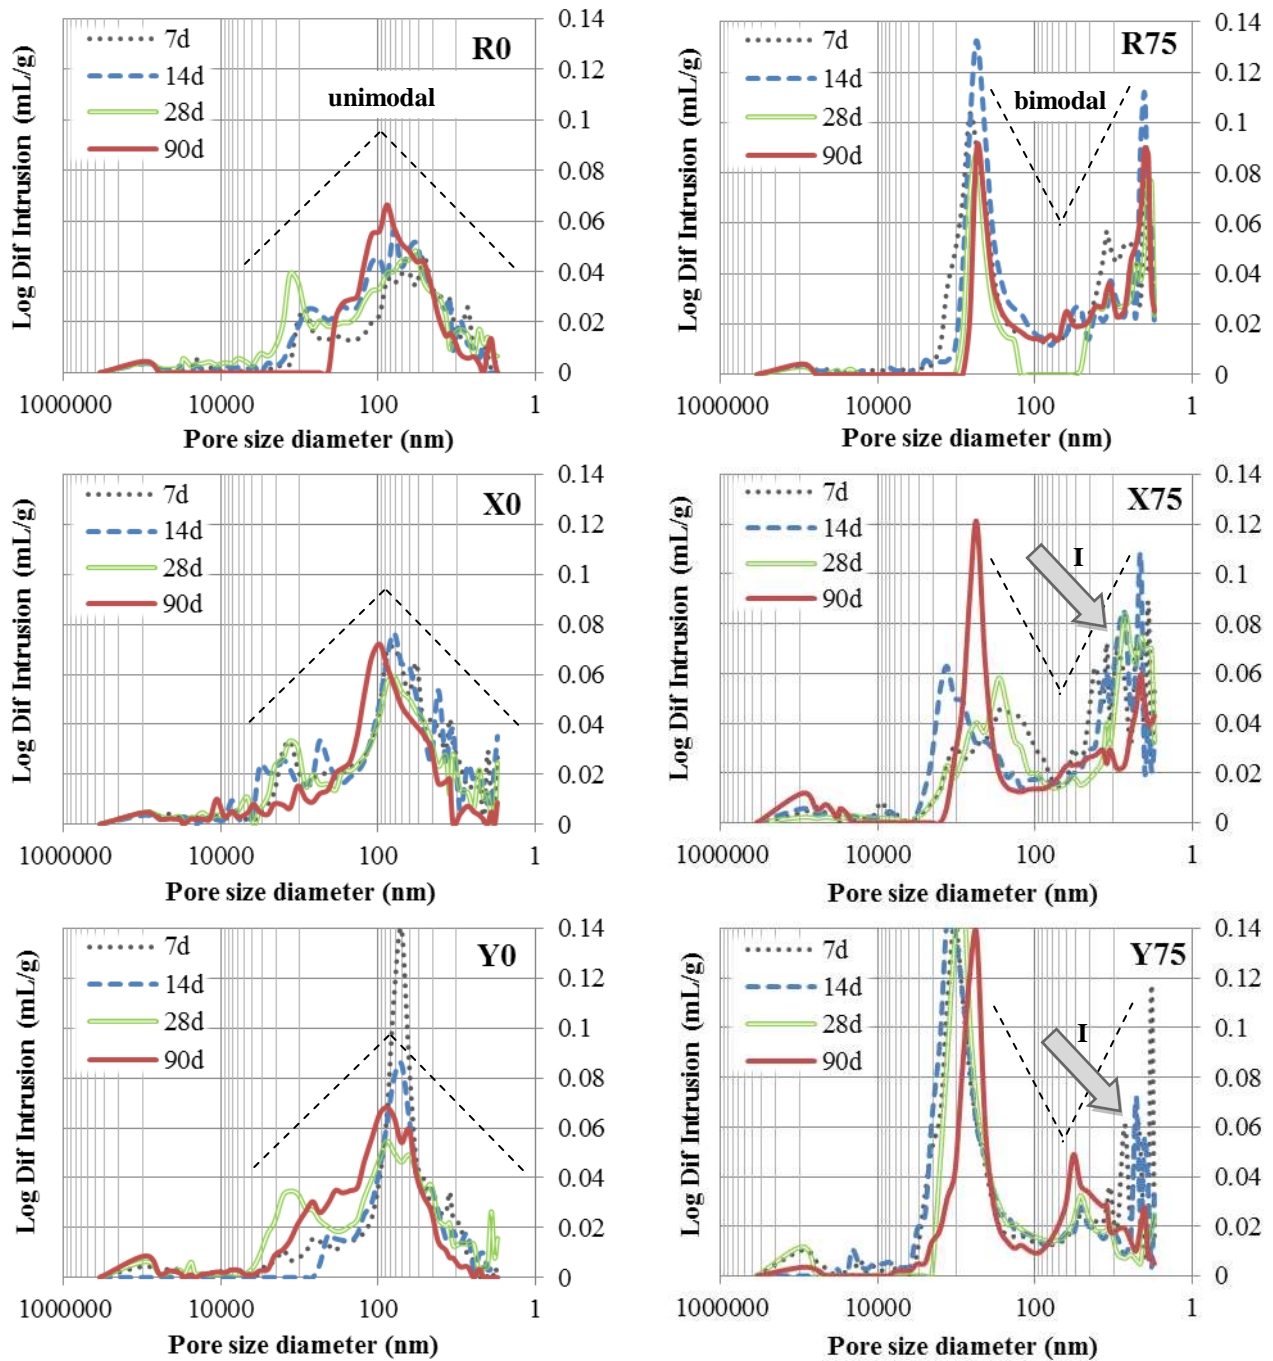 R0
7d
14d
28d
90d
unimodal
0.14
0.12
0.1
0.08
0.06
0.04
0.02
0
Log Dif Intrusion (mL/g)
1000000
10000
100
1
Pore size diameter (nm)
R75
7d
14d
28d
90d
bimodal
0.14
0.12
0.1
0.08
0.06
0.04
0.02
0
Log Dif Intrusion (mL/g)
1000000
10000
100
1
Pore size diameter (nm)
X0
7d
14d
28d
90d
0.14
0.12
0.1
0.08
0.06
0.04
0.02
0
Log Dif Intrusion (mL/g)
1000000
10000
100
1
Pore size diameter (nm)
X75
7d
14d
28d
90d
I
0.14
0.12
0.1
0.08
0.06
0.04
0.02
0
Log Dif Intrusion (mL/g)
1000000
10000
100
1
Pore size diameter (nm)
Y0
7d
14d
28d
90d
0.14
0.12
0.1
0.08
0.06
0.04
0.02
0
Log Dif Intrusion (mL/g)
1000000
10000
100
1
Pore size diameter (nm)
Y75
7d
14d
28d
90d
I
0.14
0.12
0.1
0.08
0.06
0.04
0.02
0
Log Dif Intrusion (mL/g)
1000000
10000
100
1
Pore size diameter (nm)